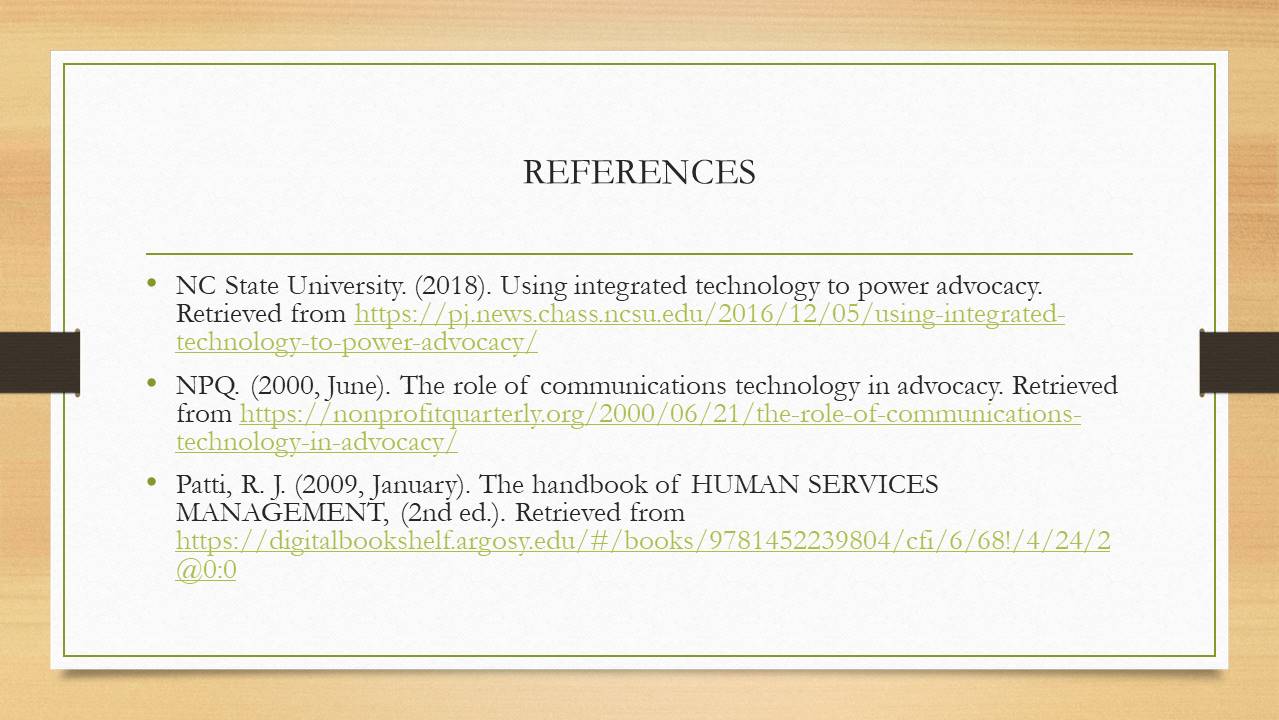 REFERENCES
• NC State University. (2018). Using integrated technology to power advocacy.
Retrieved from https://pj.news.chass.ncsu.edu/2016/12/05/using-integrated-
technology-to-power-advocacy/
• NPQ. (2000, June). The role of communications technology in advocacy. Retrieved
from https://nonprofitquarterly.org/2000/06/21/the-role-of-communications-
technology-in-advocacy/
• Patti, R. J. (2009, January). The handbook of HUMAN SERVICES
MANAGEMENT, (2nd ed.). Retrieved from
https://digitalbookshelf.argosy.edu/#/books/9781452239804/cfi/6/68!/4/24/2
@0:0